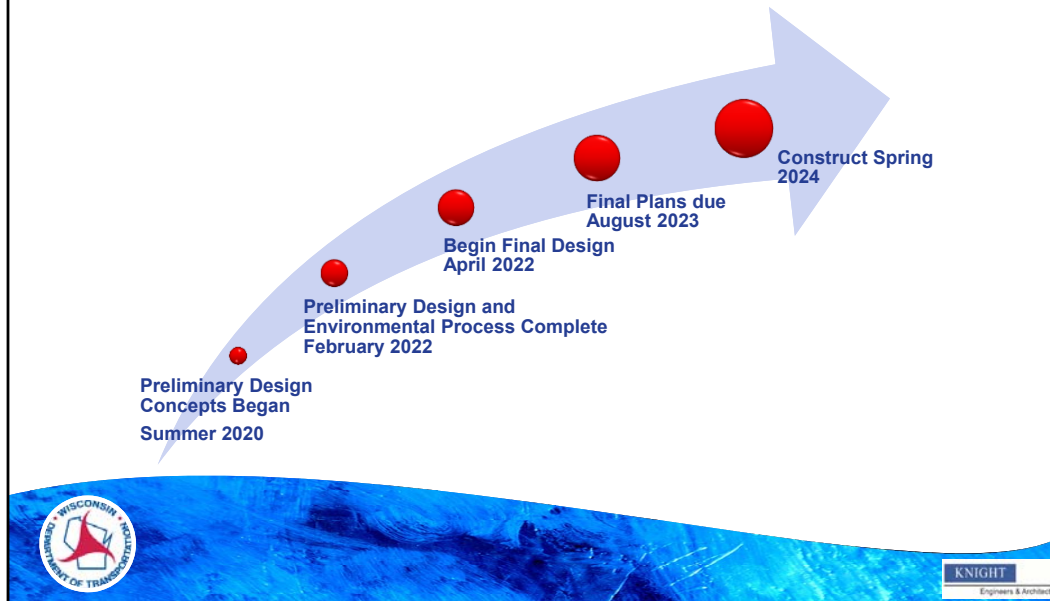 Construct Spring
2024
Final Plans due
August 2023
Begin Final Design
April 2022
Preliminary Design and
Environmental Process Complete
February 2022
Preliminary Design
Concepts Began
Summer 2020
WISCONSIN
DEPARTMENT OF TRANSPORTATION
KNIGHT
Engineers & Architect